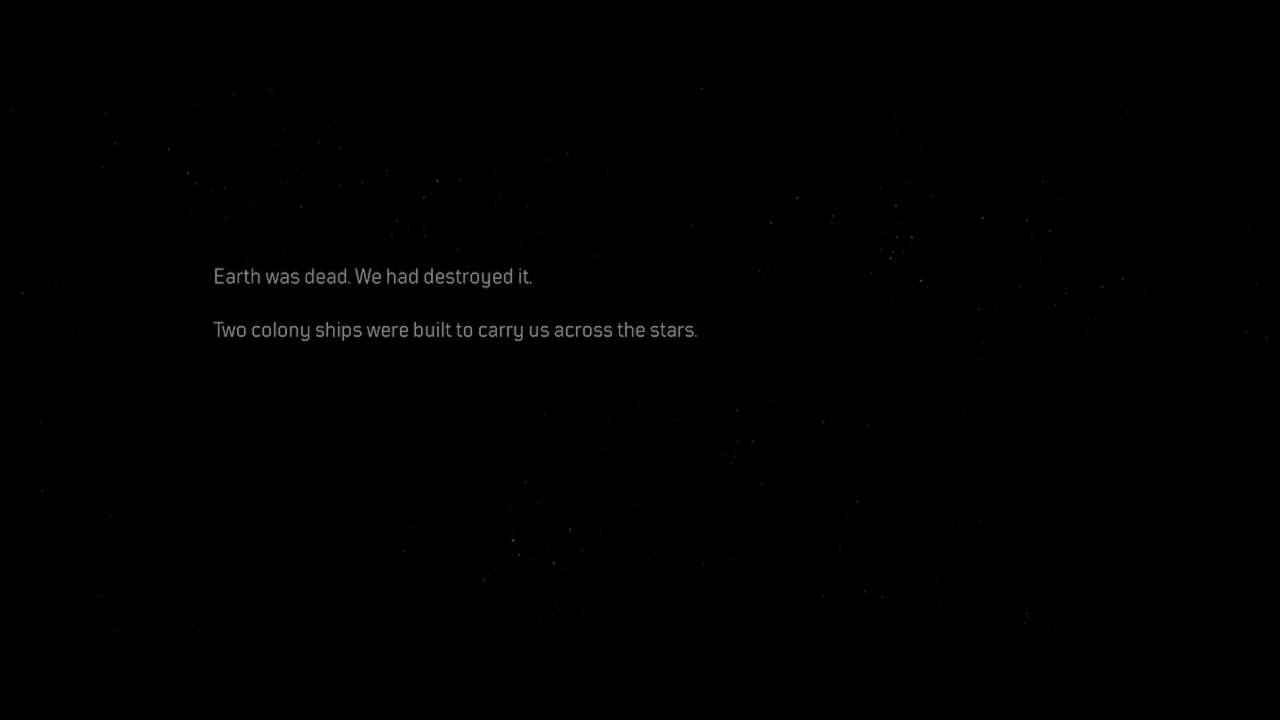 Earth was dead. We had destroyed it.
Two colony ships were built to carry us across the stars.